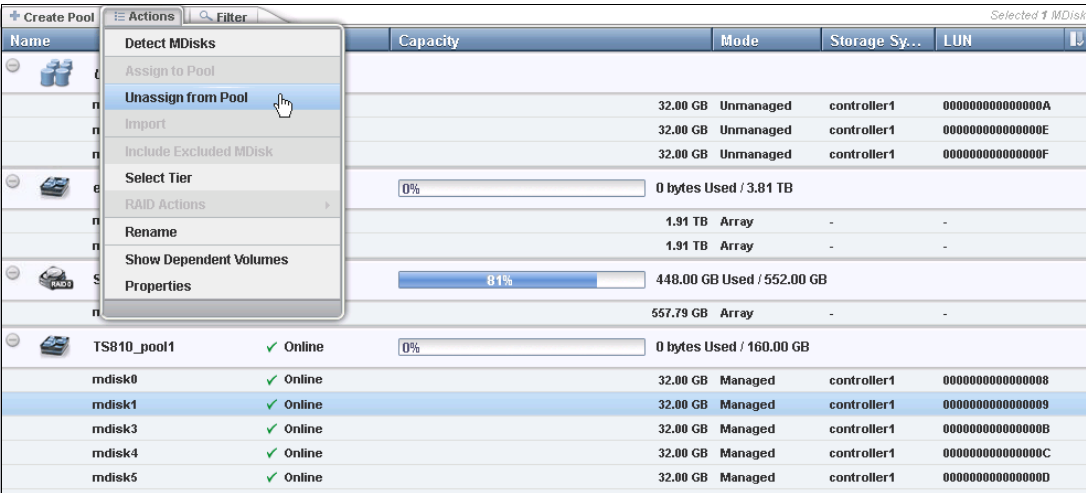 Create Pool Actions Filter Selected 1 MDisk
Name Capacity Mode Storage Sy... LUN
Detect MDisks
Assign to Pool
Unassign from Pool
Import
Include Excluded MDisk
Select Tier
RAID Actions
Rename
Show Dependent Volumes
Properties
32.00 GB Unmanaged controller1 000000000000000A
32.00 GB Unmanaged controller1 000000000000000E
32.00 GB Unmanaged controller1 000000000000000F
0% 0 bytes Used / 3.81 TB
1.91 TB Array - -
1.91 TB Array - -
RAID 0 S 81% 448.00 GB Used / 552.00 GB
557.79 GB Array - -
TS810_pool1 ✓ Online 0% 0 bytes Used / 160.00 GB
mdisk0 ✓ Online 32.00 GB Managed controller1 0000000000000008
mdisk1 ✓ Online 32.00 GB Managed controller1 0000000000000009
mdisk3 ✓ Online 32.00 GB Managed controller1 000000000000000B
mdisk4 ✓ Online 32.00 GB Managed controller1 000000000000000C
mdisk5 ✓ Online 32.00 GB Managed controller1 000000000000000D